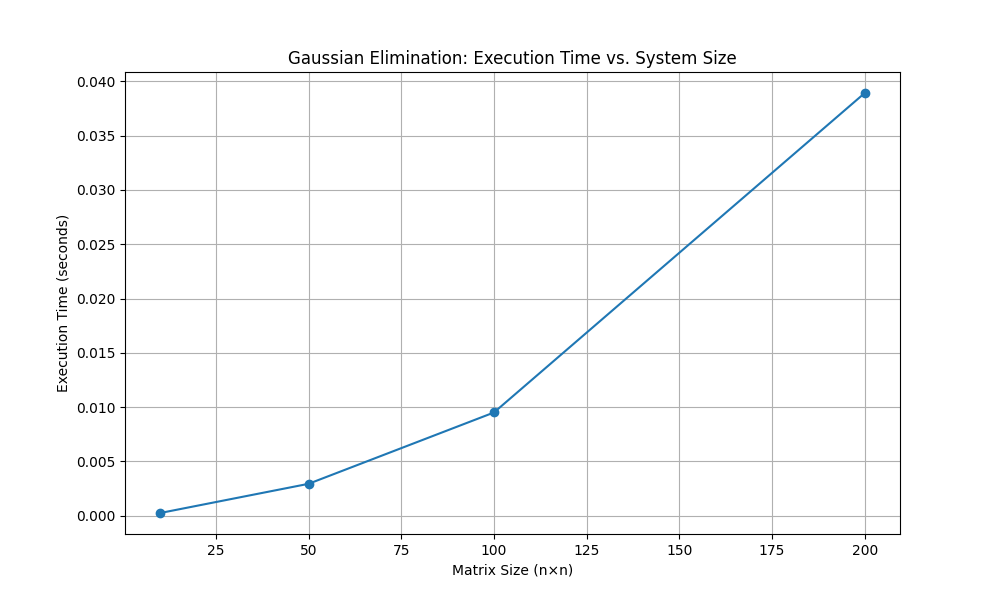 Gaussian Elimination: Execution Time vs. System Size
Execution Time (seconds)
0.040
0.035
0.030
0.025
0.020
0.015
0.010
0.005
0.000
25 50 75 100 125 150 175 200
Matrix Size (n×n)